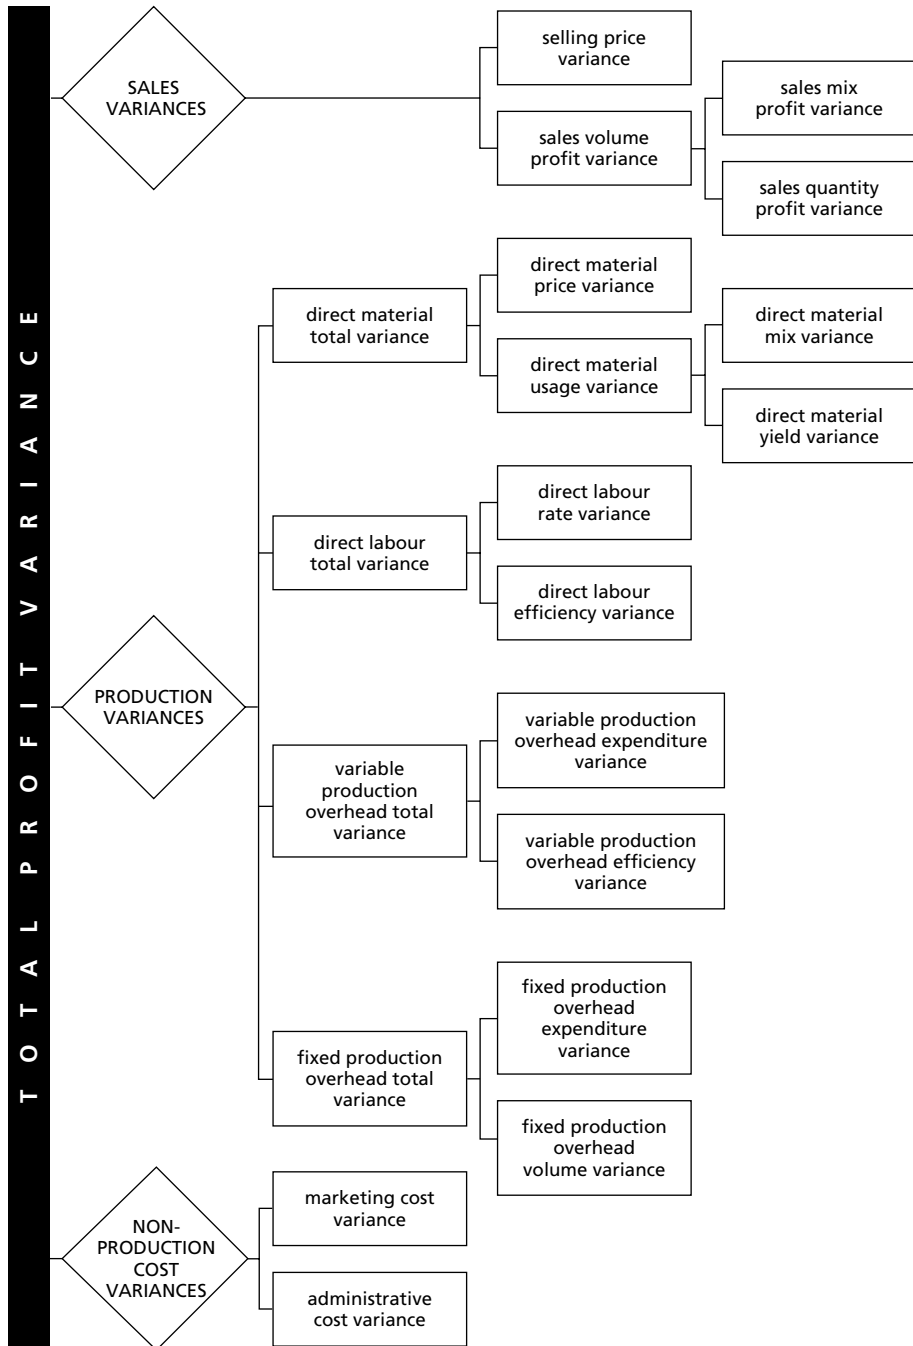 TOTAL PROFIT VARIANCE
SALES
VARIANCES
selling price
variance
sales volume
profit variance
sales mix
profit variance
sales quantity
profit variance
PRODUCTION
VARIANCES
direct material
total variance
direct material
price variance
direct material
usage variance
direct material
mix variance
direct material
yield variance
direct labour
total variance
direct labour
rate variance
direct labour
efficiency variance
variable
production
overhead total
variance
variable production
overhead expenditure
variance
variable production
overhead efficiency
variance
fixed production
overhead total
variance
fixed production
overhead
expenditure
variance
fixed production
overhead
volume variance
NON-
PRODUCTION
COST
VARIANCES
marketing cost
variance
administrative
cost variance